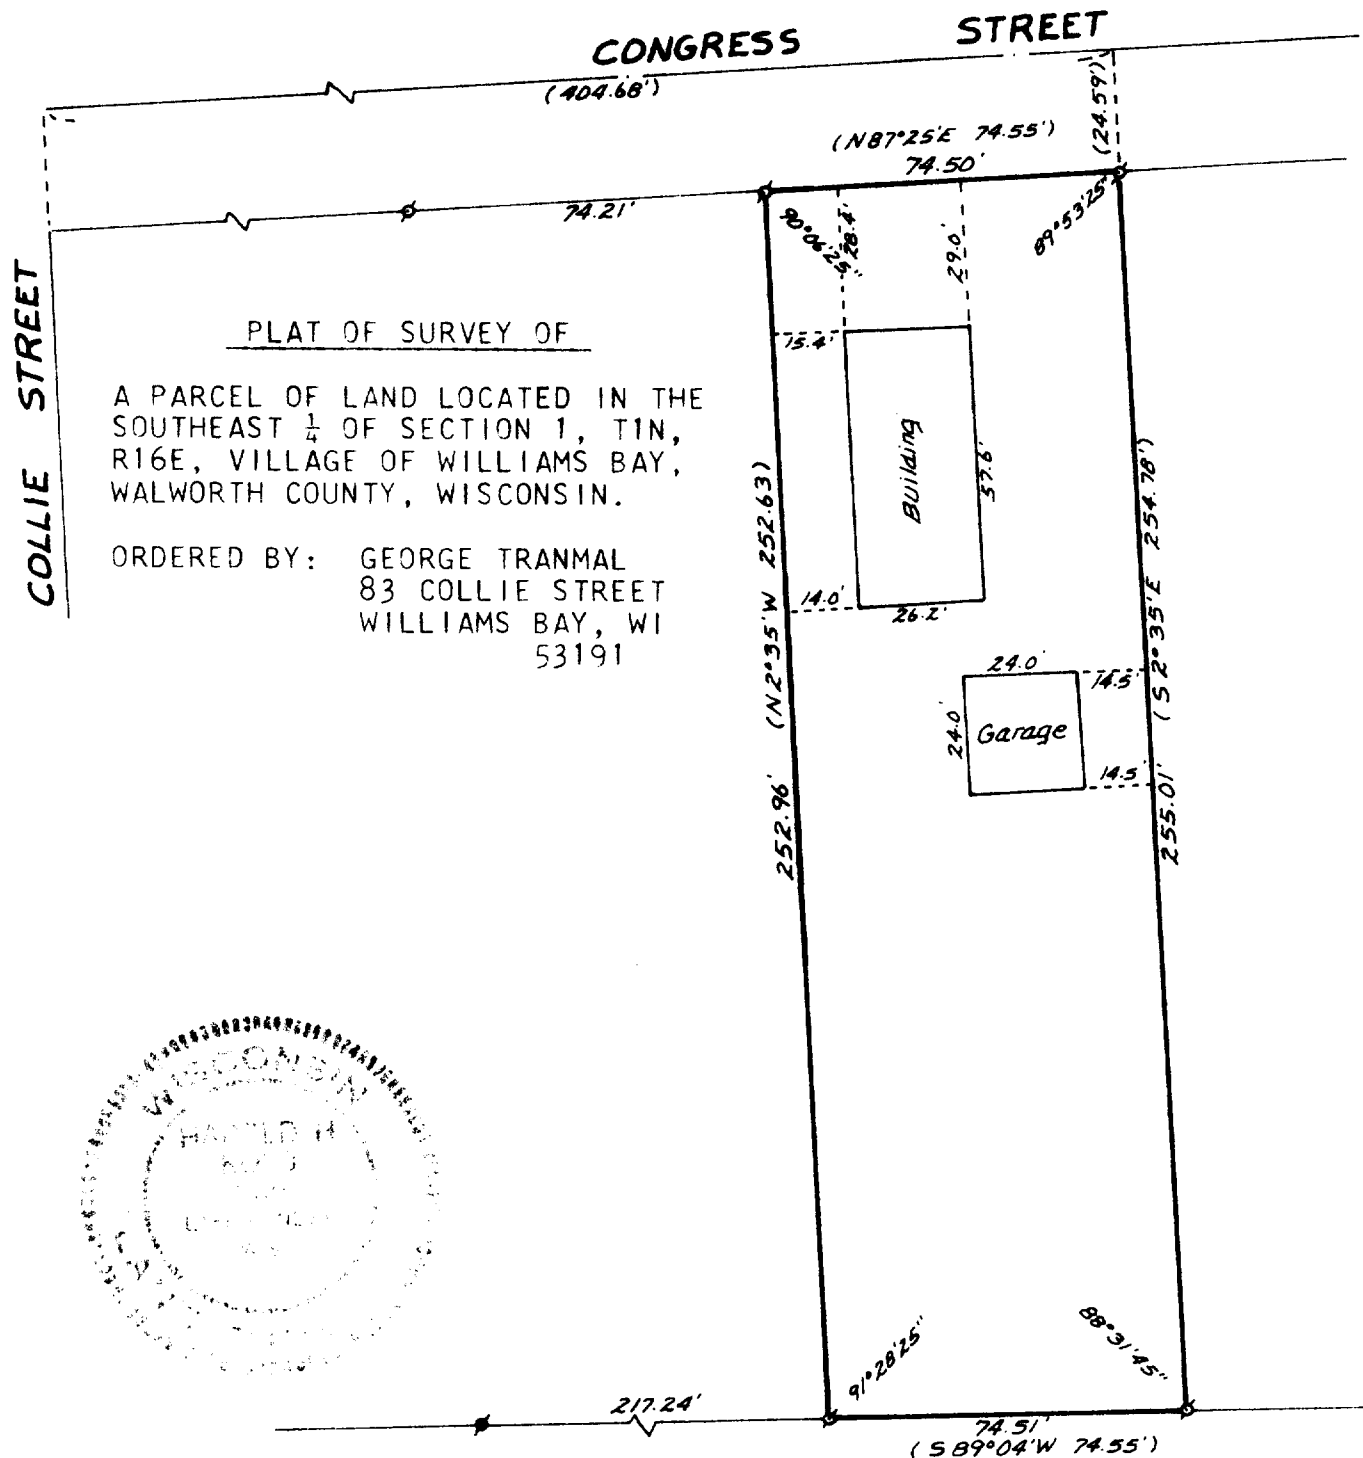 CONGRESS STREET
(404.68')
(24.59')
(N87°25'E 74.55')
74.50'
74.21'
90°06'25"
28.4'
29.0'
89°53'25"
COLLIE STREET
PLAT OF SURVEY OF
A PARCEL OF LAND LOCATED IN THE
SOUTHEAST 1/4 OF SECTION 1, T1N,
R16E, VILLAGE OF WILLIAMS BAY,
WALWORTH COUNTY, WISCONSIN.
ORDERED BY: GEORGE TRANMAL
83 COLLIE STREET
WILLIAMS BAY, WI
53191
15.4'
Building
57.6'
14.0'
26.2'
252.96' (N2°35'W 252.63)
255.01' (S2°35'E 254.78')
24.0'
14.5'
24.0'
Garage
14.5'
WISCONSIN
91°28'25"
88°31'45"
217.24'
74.51'
(S89°04'W 74.55')